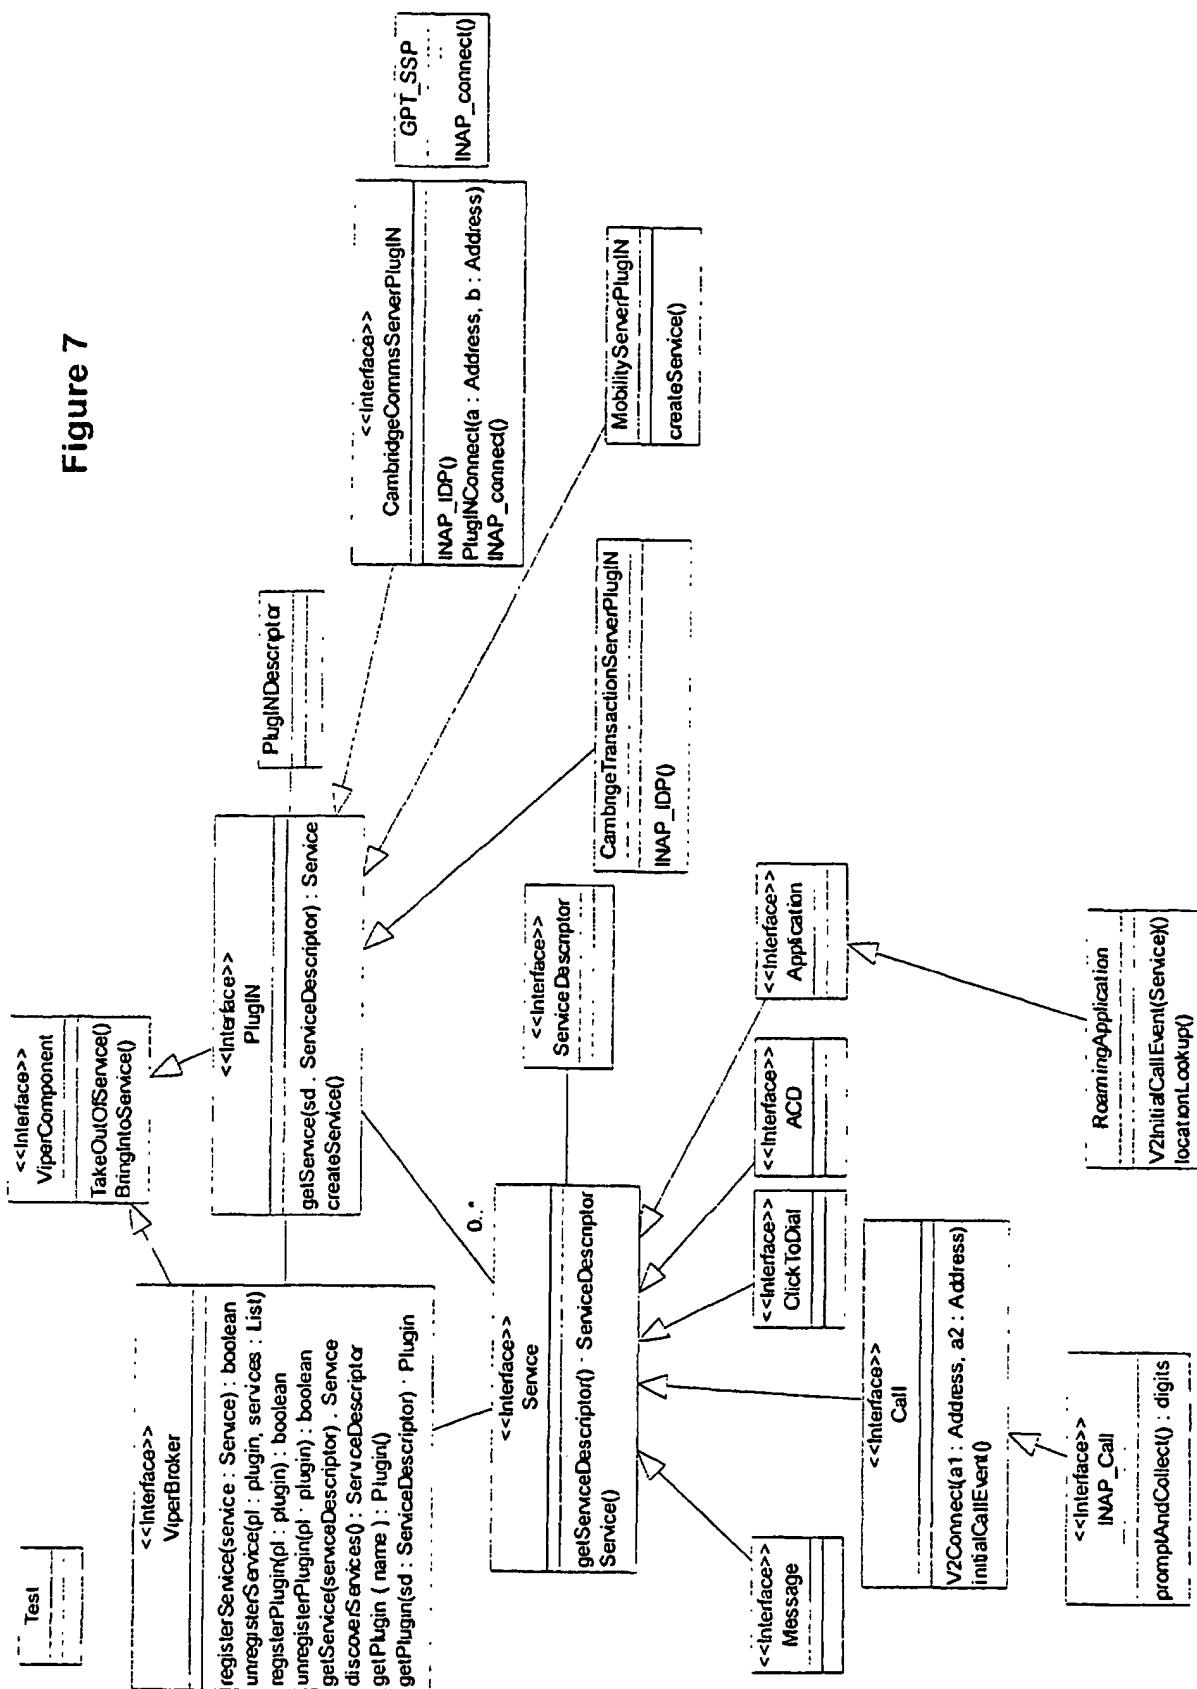 Figure 7
Test
<<Interface>>
ViperBroker
registerService(service : Service) : boolean
unregisterService(pl : plugin, services : List)
registerPlugin(pl : plugin) : boolean
unregisterPlugin(pl : plugin) : boolean
getService(serviceDescriptor) . Service
discoverServices() : ServiceDescriptor
getPlugin ( name ) : Plugin()
getPlugin(sd : ServiceDescriptor) · Plugin
<<Interface>>
ViperComponent
TakeOutOfService()
BringIntoService()
<<Interface>>
PlugIN
getService(sd . ServiceDescriptor) : Service
createService()
PlugINDescriptor
<<Interface>>
CambridgeCommsServerPlugIN
INAP_IDP()
PlugINConnect(a : Address, b : Address)
INAP_connect()
GPT_SSP
INAP_connect()
MobilityServerPlugIN
createService()
CambridgeTransactionServerPlugIN
INAP_IDP()
0..*
<<Interface>>
Service
getServiceDescriptor() · ServiceDescriptor
Service()
<<Interface>>
ServiceDescriptor
<<Interface>>
Message
<<Interface>>
Call
V2Connect(a1 : Address, a2 : Address)
initialCallEvent()
<<Interface>>
ClickToDial
<<Interface>>
ACD
<<Interface>>
Application
<<Interface>>
INAP_Call
promptAndCollect() : digits
RoamingApplication
V2InitialCallEvent(Service)()
locationLookup()